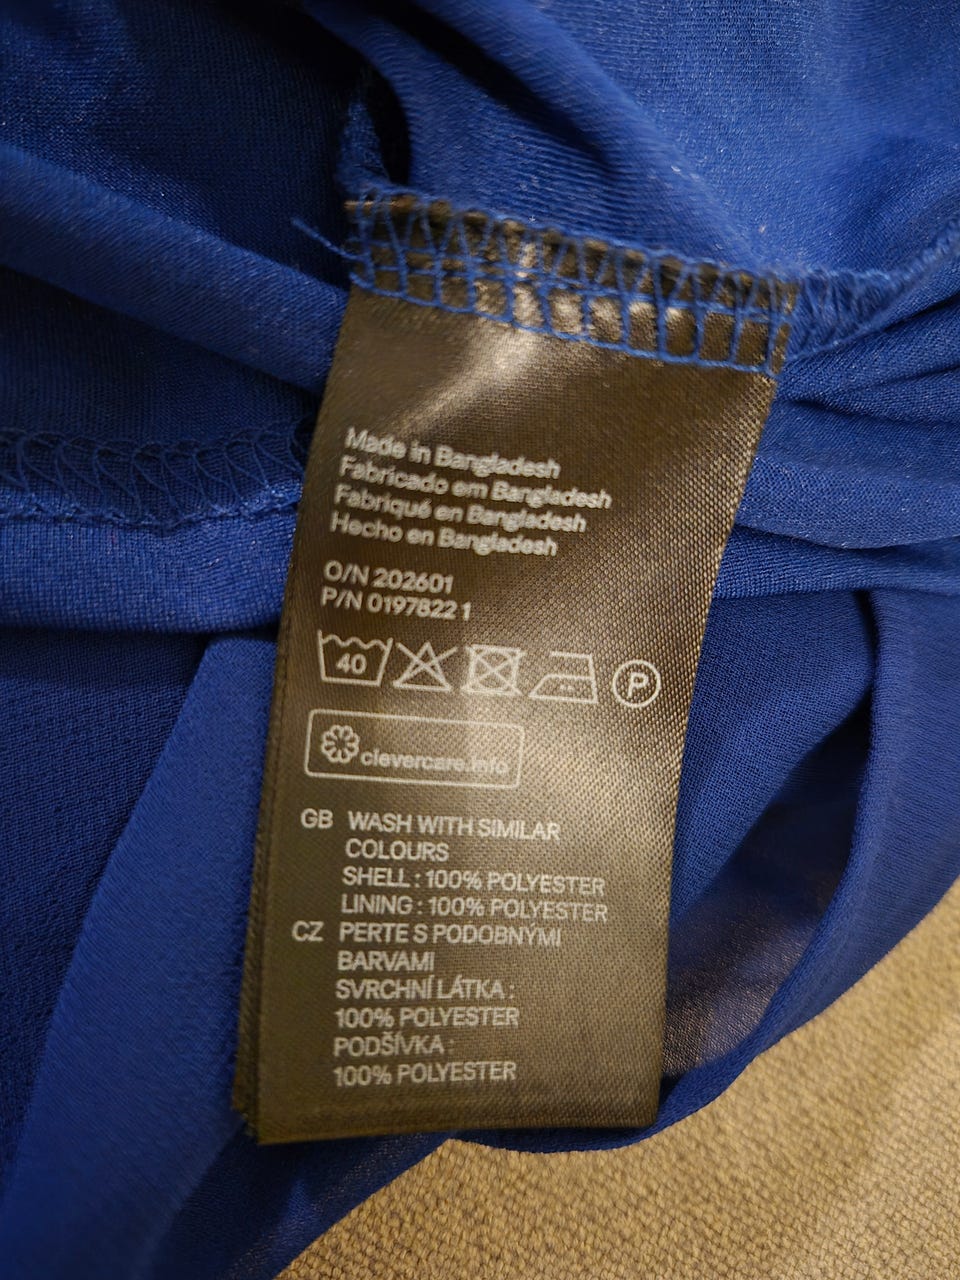 Made in Bangladesh
Fabricado em Bangladesh
Fabriqué en Bangladesh
Hecho en Bangladesh
O/N 202601
P/N 01978221
40
P
clevercare.info
GB WASH WITH SIMILAR
COLOURS
SHELL : 100% POLYESTER
LINING : 100% POLYESTER
CZ PERTE S PODOBNÝMI
BARVAMI
SVRCHNÍ LÁTKA :
100% POLYESTER
PODŠÍVKA :
100% POLYESTER